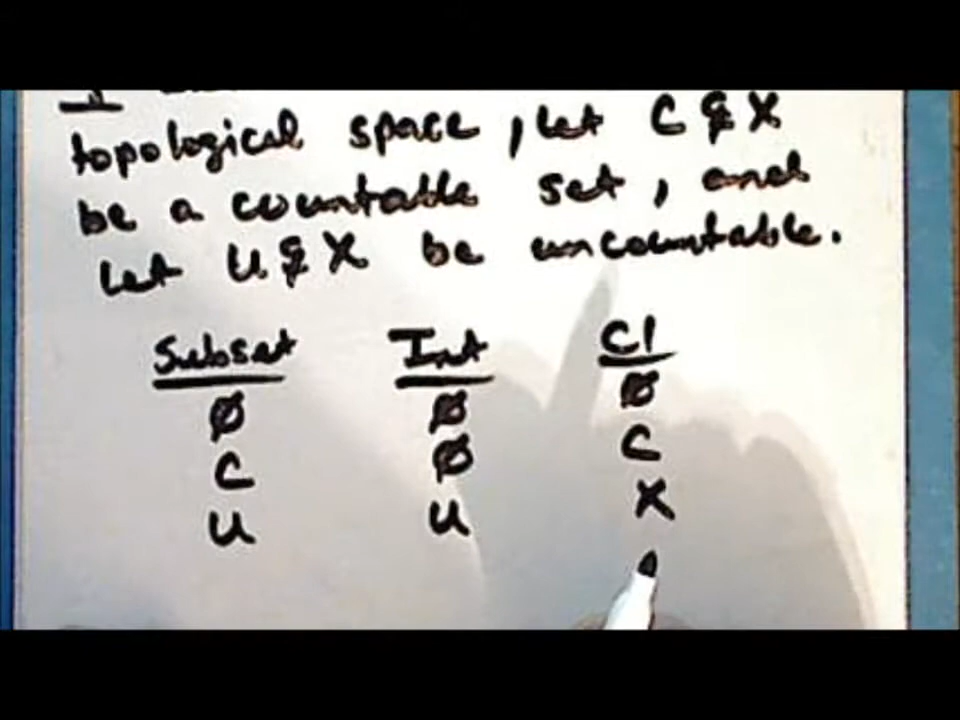 topological space, let C ⊊ X
be a countable set, and
let U ⊊ X be uncountable.
Subset Int Cl
Ø Ø Ø
C Ø C
U U X